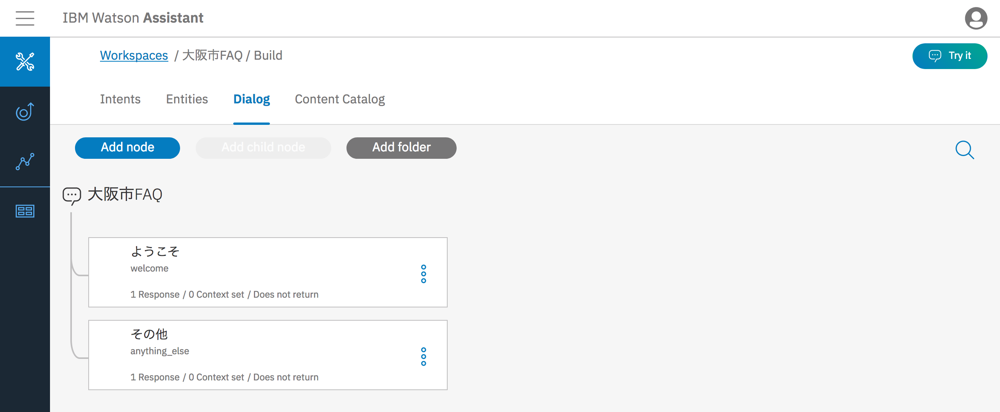 IBM Watson Assistant
Workspaces / 大阪市FAQ / Build
Try it
Intents Entities Dialog Content Catalog
Add node Add child node Add folder
大阪市FAQ
ようこそ
welcome
1 Response / 0 Context set / Does not return
その他
anything_else
1 Response / 0 Context set / Does not return